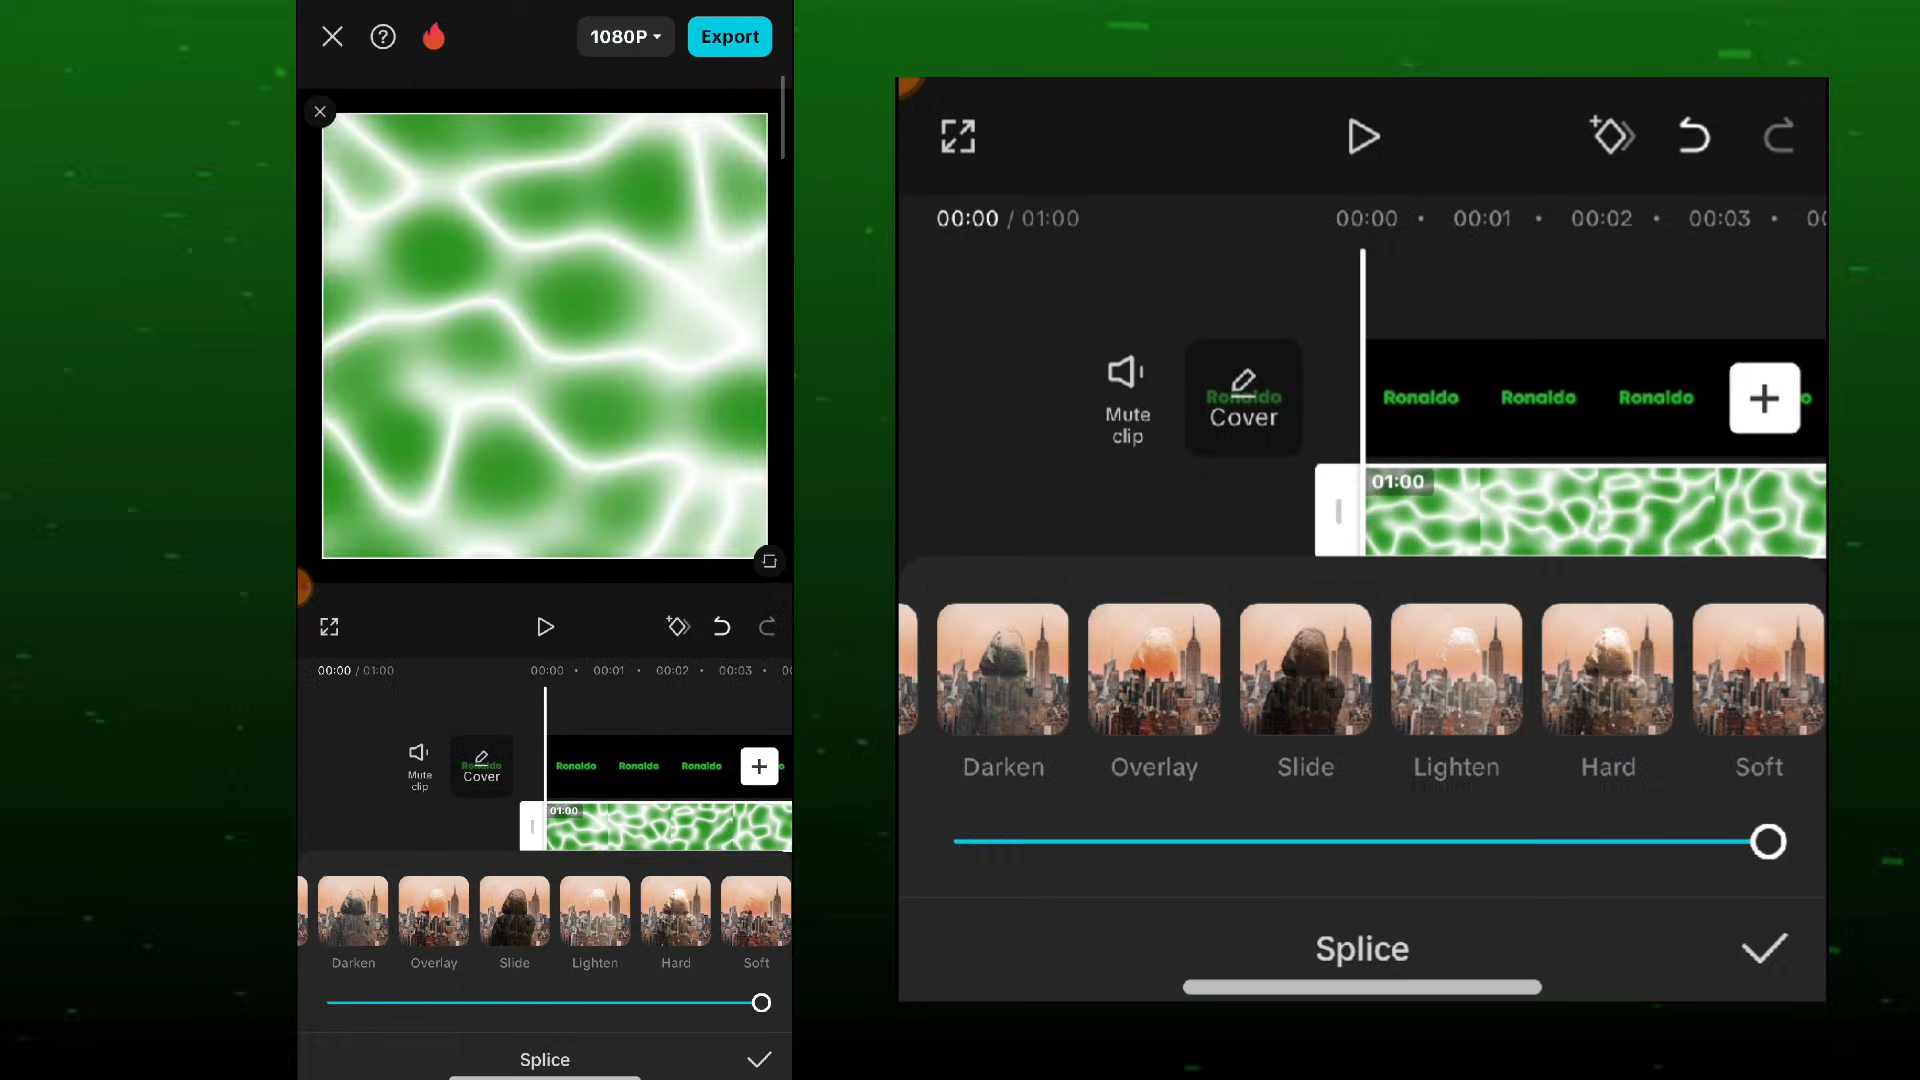 1080P
Export
00:00 / 01:00
00:00 00:01 00:02 00:03
Mute
clip
Ronaldo
Cover
Ronaldo Ronaldo Ronaldo
01:00
Darken Overlay Slide Lighten Hard Soft
Splice
00:00 / 01:00
00:00 00:01 00:02 00:03
Mute
clip
Ronaldo
Cover
Ronaldo Ronaldo Ronaldo
01:00
Darken Overlay Slide Lighten Hard Soft
Splice